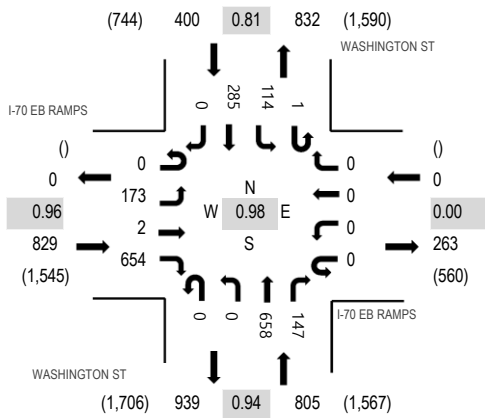 (744) 400 0.81 832 (1,590)
WASHINGTON ST
0 285 114 1
I-70 EB RAMPS
() ()
0 0 0 0
173 N 0
0.96 W 0.98 E 0.00
2 0
829 S 263
654 0
(1,545) (560)
0 0 658 147
I-70 EB RAMPS
WASHINGTON ST
(1,706) 939 0.94 805 (1,567)